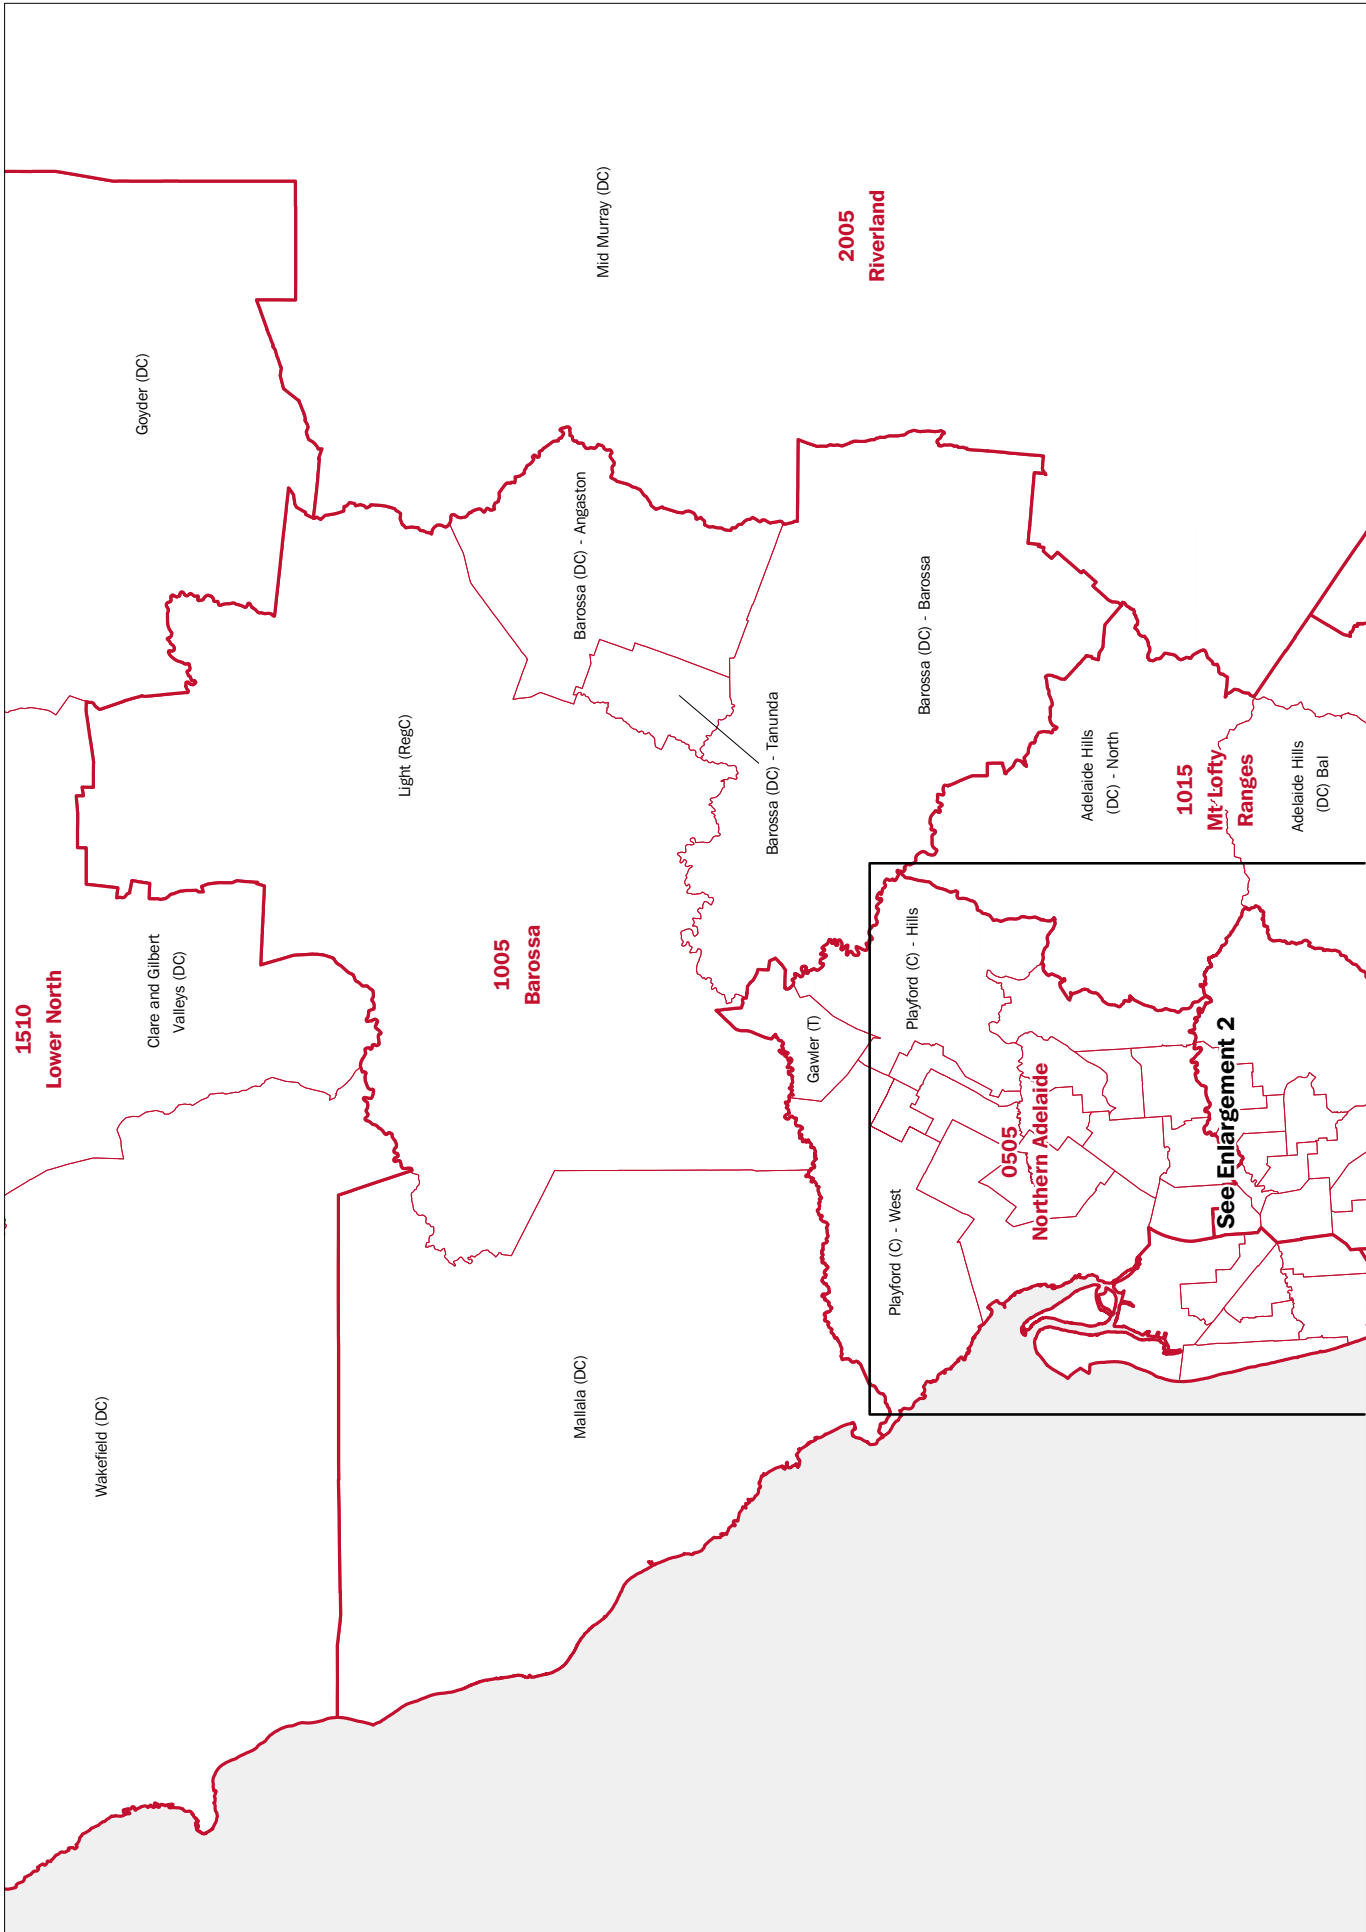 1510
Lower North
Wakefield (DC)
Clare and Gilbert
Valleys (DC)
Goyder (DC)
Light (RegC)
1005
Barossa
Mallala (DC)
Barossa (DC) - Angaston
Mid Murray (DC)
Barossa (DC) - Tanunda
2005
Riverland
Gawler (T)
Barossa (DC) - Barossa
Playford (C) - West
Playford (C) - Hills
0505
Northern Adelaide
Adelaide Hills
(DC) - North
1015
Mt Lofty
Ranges
See Enlargement 2
Adelaide Hills
(DC) Bal